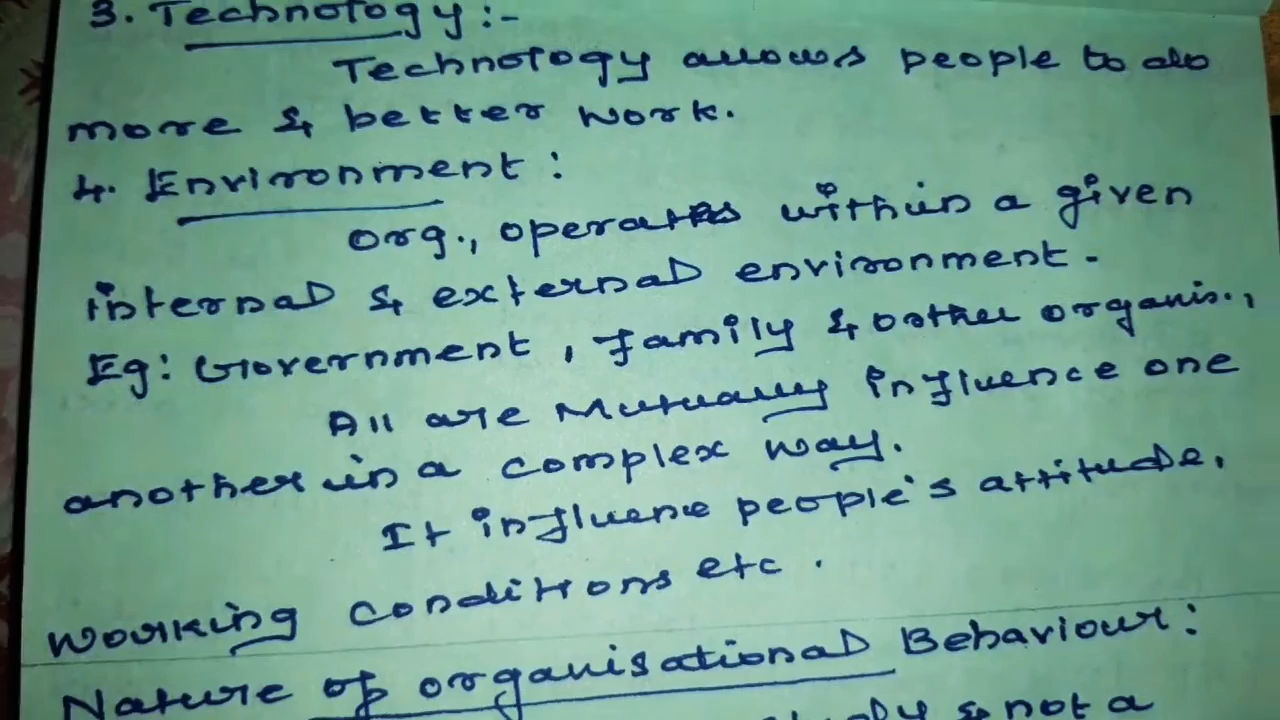 3. Technology :-
Technology allows people to do
more & better work.
4. Environment :
Org., operates within a given
internal & external environment.
Eg: Government, family & other organis.,
All are Mutually influence one
another in a complex way.
It influence people's attitude,
Working conditions etc.
Nature of organisational Behaviour:
& not a